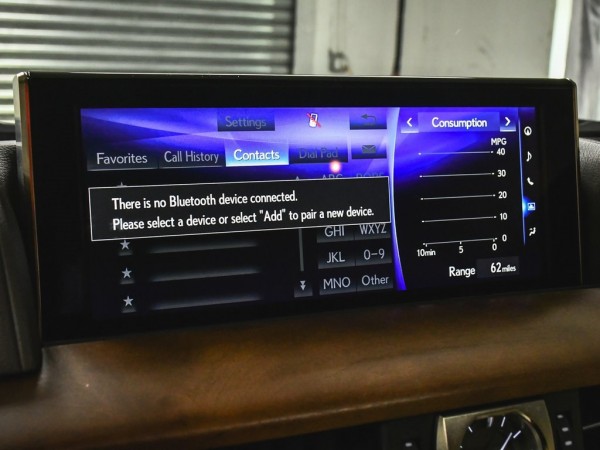 Settings
Favorites Call History Contacts Dial Pad
There is no Bluetooth device connected.
Please select a device or select "Add" to pair a new device.
GHI WXYZ
JKL 0-9
MNO Other
< Consumption >
MPG
40
30
20
10
0
10min 5 0
Range 62 miles